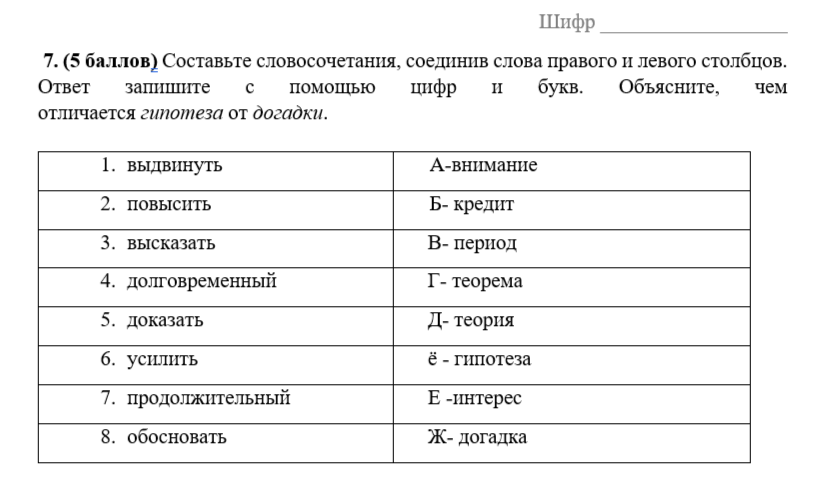 Шифр
7. (5 баллов) Составьте словосочетания, соединив слова правого и левого столбцов.
Ответ запишите с помощью цифр и букв. Объясните, чем
отличается гипотеза от догадки.
1. выдвинуть А-внимание
2. повысить Б- кредит
3. высказать В- период
4. долговременный Г- теорема
5. доказать Д- теория
6. усилить ё - гипотеза
7. продолжительный Е -интерес
8. обосновать Ж- догадка